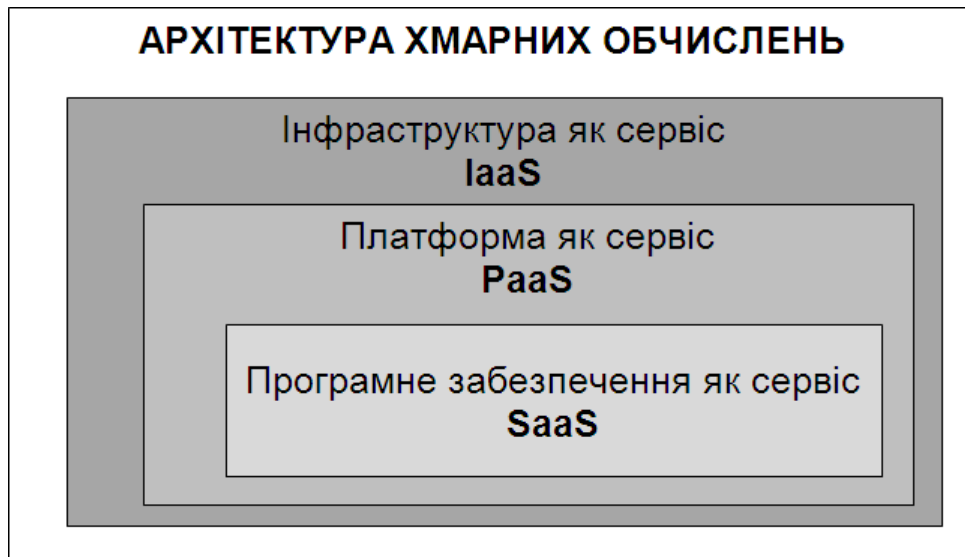 АРХІТЕКТУРА ХМАРНИХ ОБЧИСЛЕНЬ
Інфраструктура як сервіс
IaaS
Платформа як сервіс
PaaS
Програмне забезпечення як сервіс
SaaS